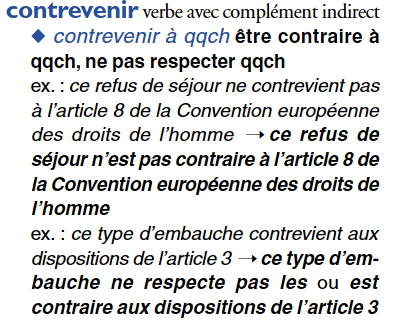 contrevenir verbe avec complément indirect
◆ contrevenir à qqch être contraire à
qqch, ne pas respecter qqch
ex. : ce refus de séjour ne contrevient pas
à l'article 8 de la Convention européenne
des droits de l'homme → ce refus de
séjour n'est pas contraire à l'article 8 de
la Convention européenne des droits de
l'homme
ex. : ce type d'embauche contrevient aux
dispositions de l'article 3 → ce type d'em-
bauche ne respecte pas les ou est
contraire aux dispositions de l'article 3